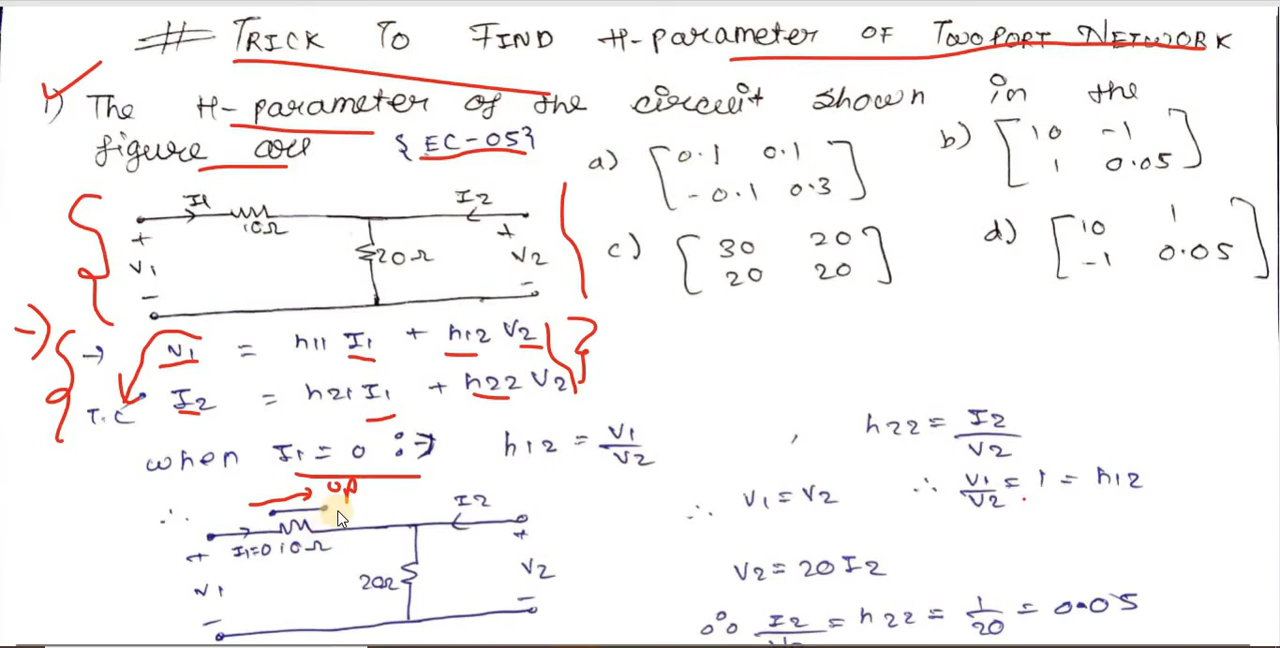 # TRICK TO FIND H-parameter OF TWO PORT NETWORK
1) The H-parameter of the circuit shown in the
figure are {EC-05}
a) [0.1 0.1
-0.1 0.3]
b) [10 -1
1 0.05]
c) [30 20
20 20]
d) [10 1
-1 0.05]
I1 10Ω I2
+ V1 - 20Ω + V2 -
→ V1 = h11 I1 + h12 V2
T.C I2 = h21 I1 + h22 V2
when I1 = 0 :→ h12 = V1/V2 , h22 = I2/V2
∴ V1 = V2 ∴ V1/V2 = 1 = h12
OP
∴ I1=0 10Ω I2
+ V1 - 20Ω + V2 -
V2 = 20 I2
∴ I2/V2 = h22 = 1/20 = 0.05